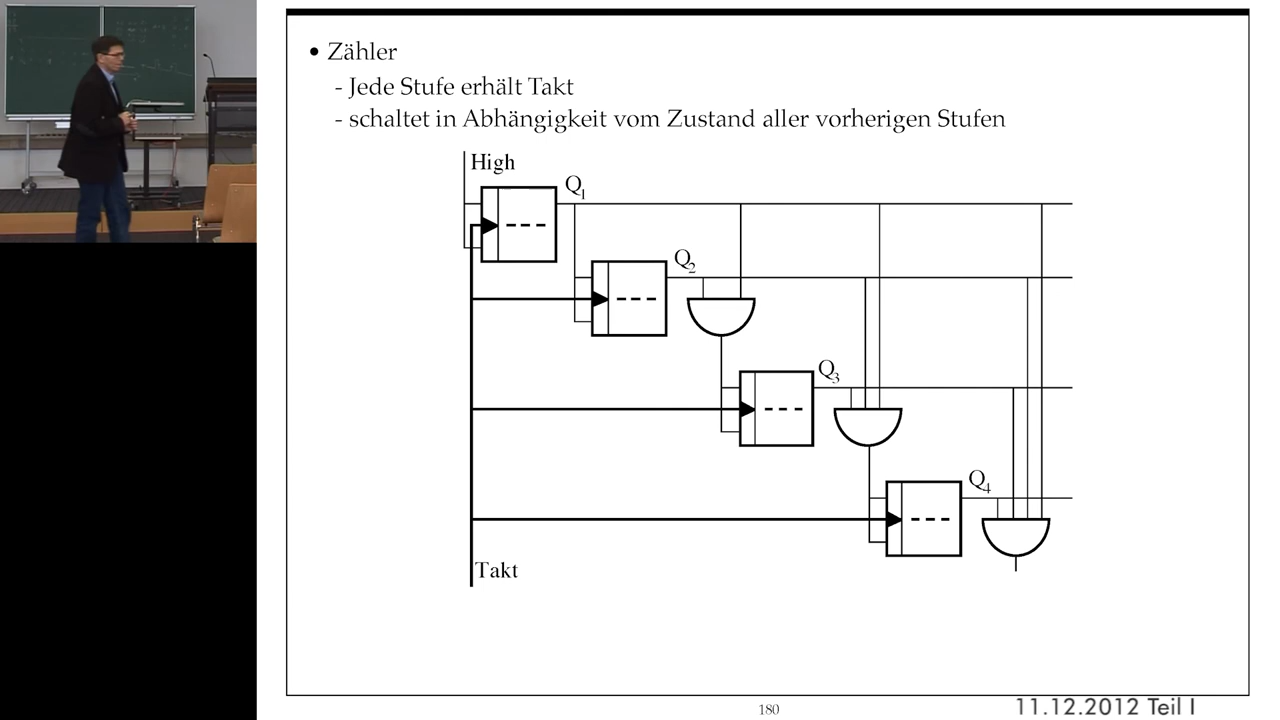 • Zähler
- Jede Stufe erhält Takt
- schaltet in Abhängigkeit vom Zustand aller vorherigen Stufen
High
Q1
Q2
Q3
Q4
Takt
180
11.12.2012 Teil I